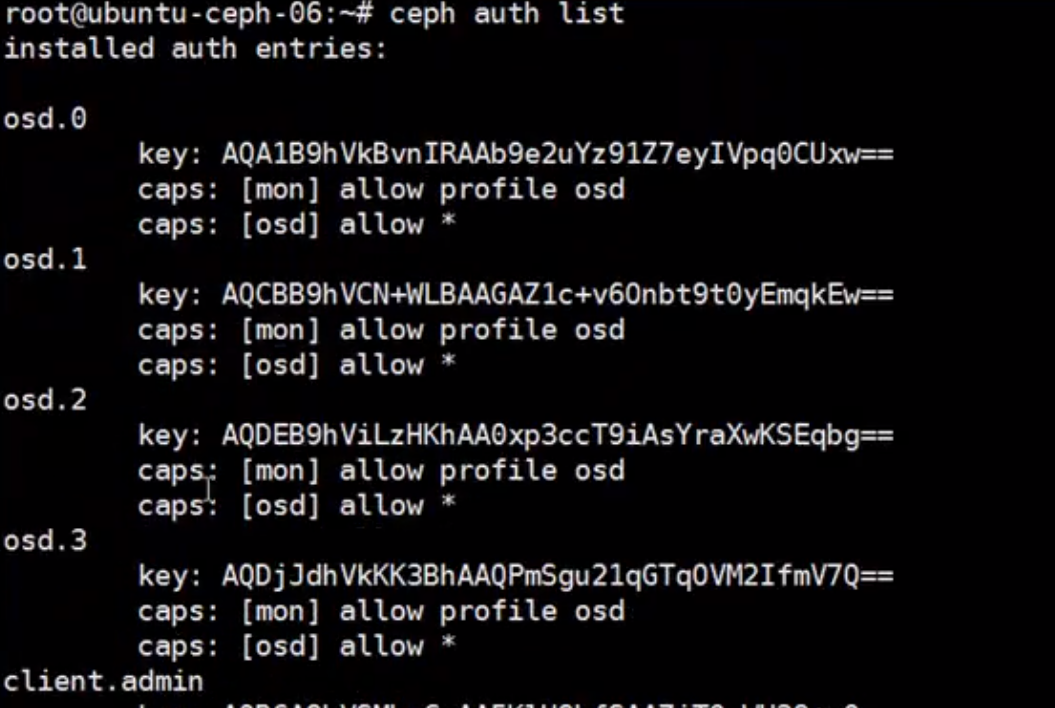 root@ubuntu-ceph-06:~# ceph auth list
installed auth entries:
osd.0
key: AQA1B9hVkBvnIRAAb9e2uYz91Z7eyIVpq0CUxw==
caps: [mon] allow profile osd
caps: [osd] allow *
osd.1
key: AQCBB9hVCN+WLBAAGAZ1c+v6Onbt9t0yEmqkEw==
caps: [mon] allow profile osd
caps: [osd] allow *
osd.2
key: AQDEB9hViLzHKhAA0xp3ccT9iAsYraXwKSEqbg==
caps: [mon] allow profile osd
caps: [osd] allow *
osd.3
key: AQDjJdhVkKK3BhAAQPmSgu21qGTqOVM2IfmV7Q==
caps: [mon] allow profile osd
caps: [osd] allow *
client.admin